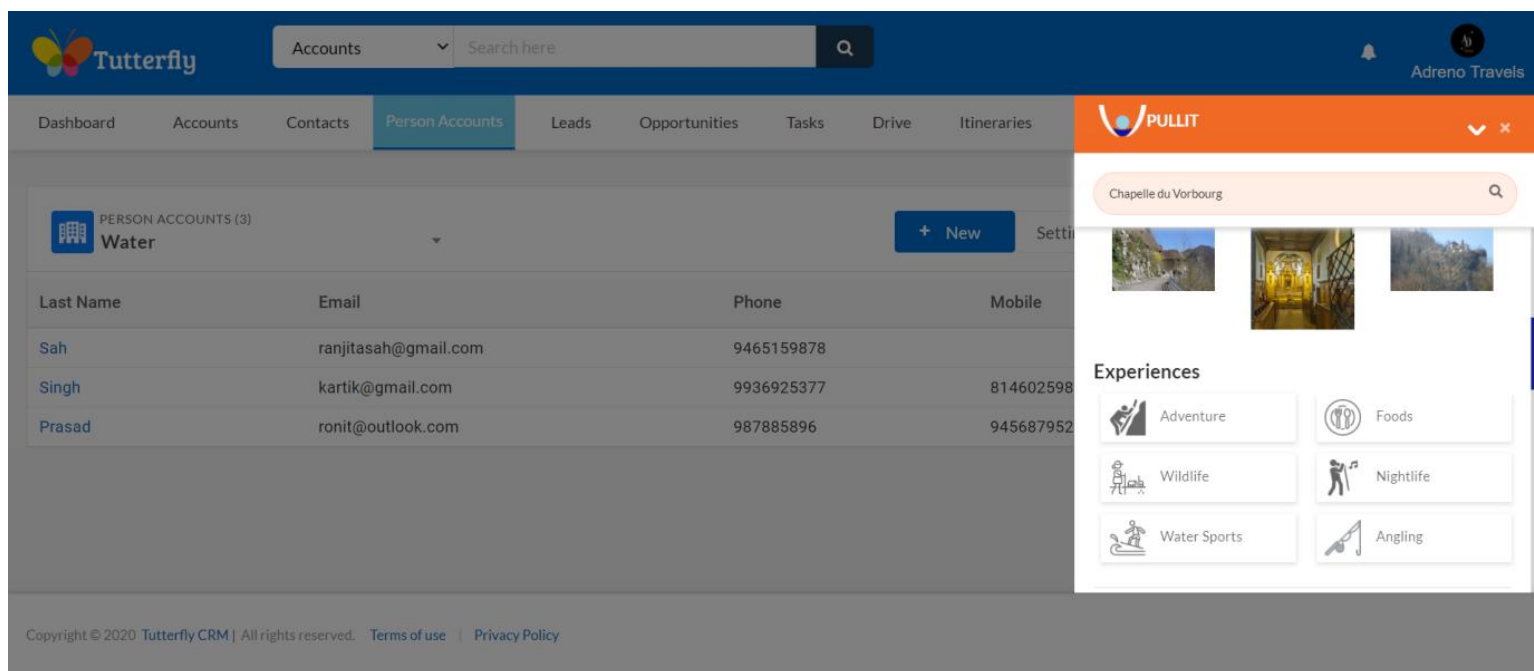 Tutterfly
Accounts
Search here
Adreno Travels
Dashboard
Accounts
Contacts
Person Accounts
Leads
Opportunities
Tasks
Drive
Itineraries
PULLIT
Chapelle du Vorbourg
PERSON ACCOUNTS (3)
Water
+ New
Setti
Last Name Email Phone Mobile
Sah ranjitasah@gmail.com 9465159878
Singh kartik@gmail.com 9936925377 814602598
Prasad ronit@outlook.com 987885896 945687952
Experiences
Adventure
Foods
Wildlife
Nightlife
Water Sports
Angling
Copyright © 2020 Tutterfly CRM | All rights reserved. Terms of use | Privacy Policy